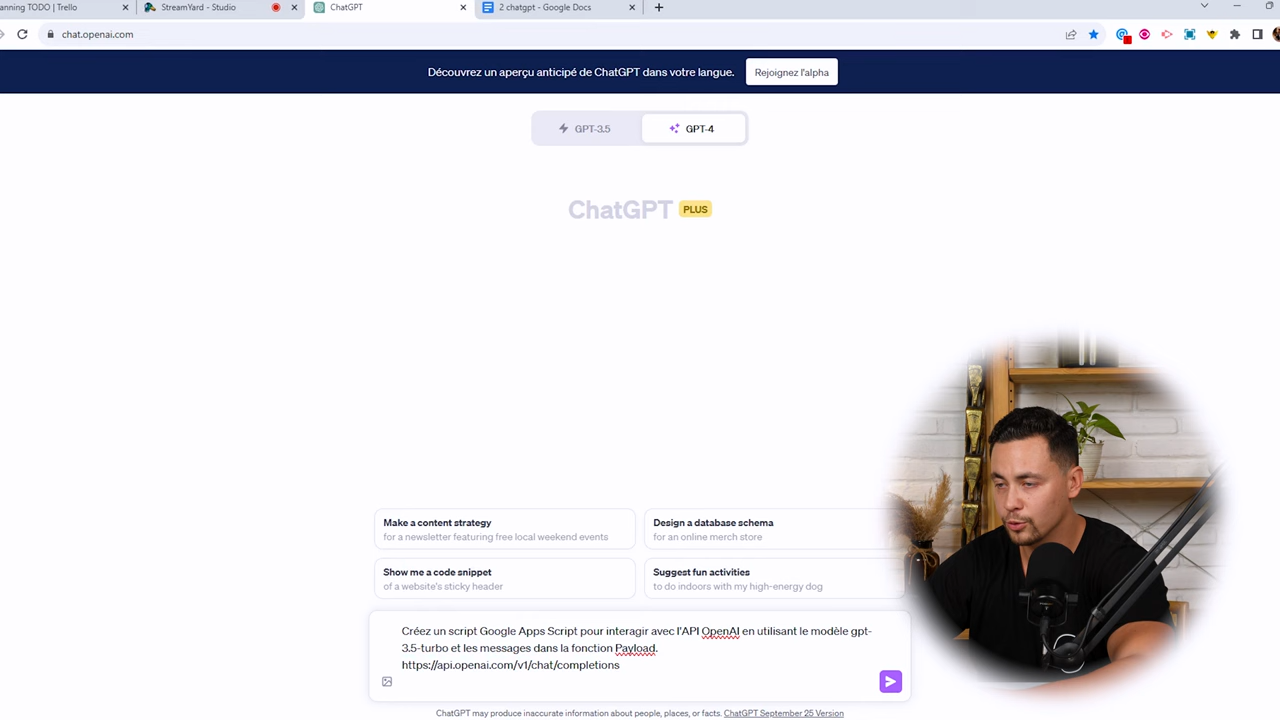 anning TODO | Trello
StreamYard - Studio
ChatGPT
2 chatgpt - Google Docs
chat.openai.com
Découvrez un aperçu anticipé de ChatGPT dans votre langue.
Rejoignez l'alpha
GPT-3.5
GPT-4
ChatGPT PLUS
Make a content strategy
for a newsletter featuring free local weekend events
Design a database schema
for an online merch store
Show me a code snippet
of a website's sticky header
Suggest fun activities
to do indoors with my high-energy dog
Créez un script Google Apps Script pour interagir avec l'API OpenAI en utilisant le modèle gpt-
3.5-turbo et les messages dans la fonction Payload.
https://api.openai.com/v1/chat/completions
ChatGPT may produce inaccurate information about people, places, or facts. ChatGPT September 25 Version